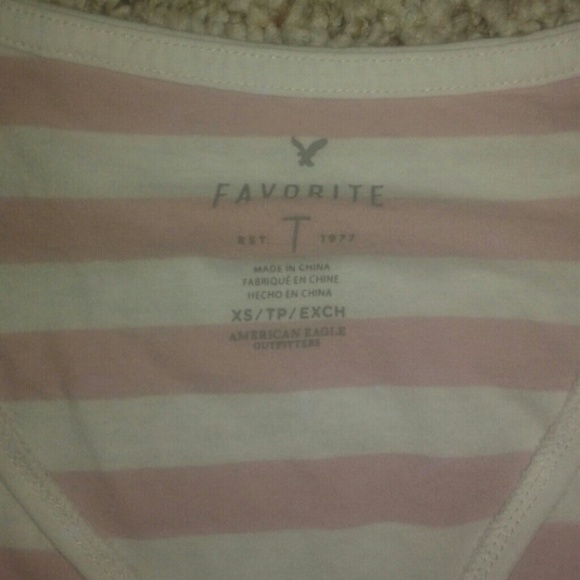 FAVORITE
EST. T 1977
MADE IN CHINA
FABRIQUÉ EN CHINE
HECHO EN CHINA
XS/TP/EXCH
AMERICAN EAGLE
OUTFITTERS